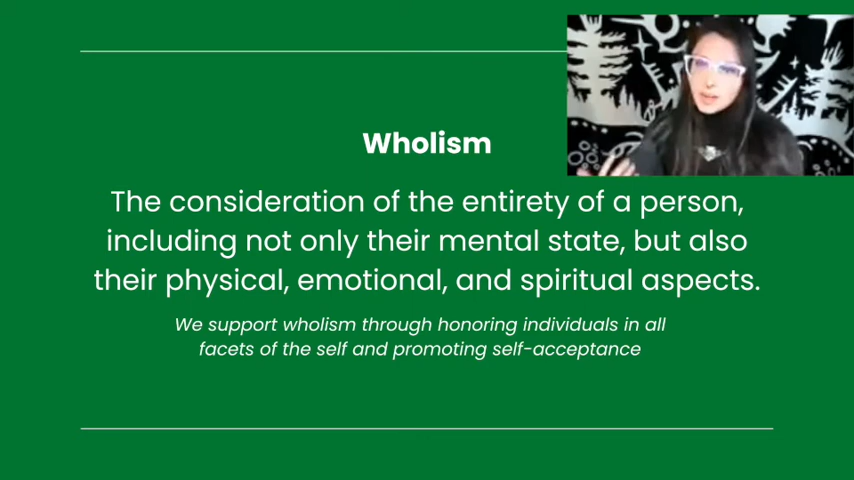 Wholism
The consideration of the entirety of a person,
including not only their mental state, but also
their physical, emotional, and spiritual aspects.
We support wholism through honoring individuals in all
facets of the self and promoting self-acceptance